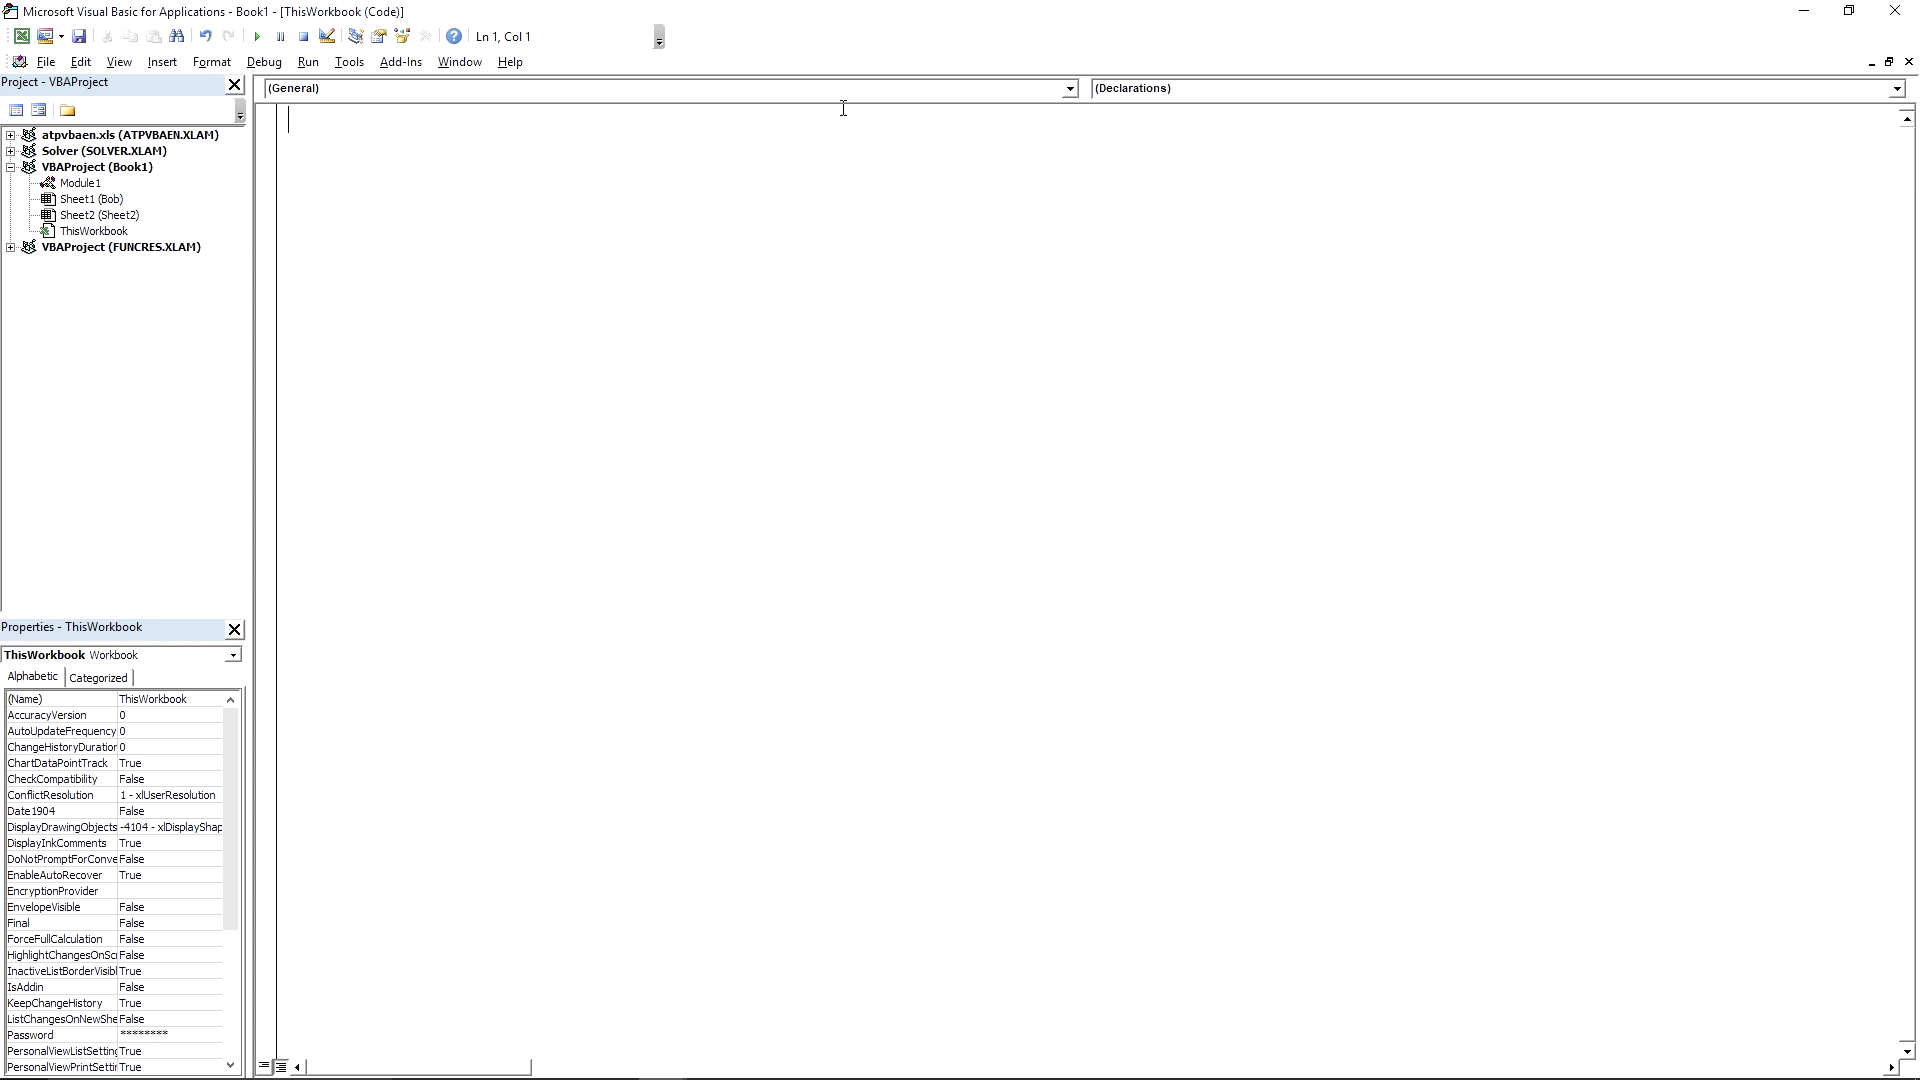 Microsoft Visual Basic for Applications - Book1 - [ThisWorkbook (Code)]
Ln 1, Col 1
File Edit View Insert Format Debug Run Tools Add-Ins Window Help
Project - VBAProject
(General) (Declarations)
atpvbaen.xls (ATPVBAEN.XLAM)
Solver (SOLVER.XLAM)
VBAProject (Book1)
Module1
Sheet1 (Bob)
Sheet2 (Sheet2)
ThisWorkbook
VBAProject (FUNCRES.XLAM)
Properties - ThisWorkbook
ThisWorkbook Workbook
Alphabetic Categorized
(Name) ThisWorkbook
AccuracyVersion 0
AutoUpdateFrequency 0
ChangeHistoryDuration 0
ChartDataPointTrack True
CheckCompatibility False
ConflictResolution 1 - xlUserResolution
Date1904 False
DisplayDrawingObjects -4104 - xlDisplayShap
DisplayInkComments True
DoNotPromptForConve False
EnableAutoRecover True
EncryptionProvider
EnvelopeVisible False
Final False
ForceFullCalculation False
HighlightChangesOnScr False
InactiveListBorderVisibl True
IsAddin False
KeepChangeHistory True
ListChangesOnNewShe False
Password ********
PersonalViewListSetting True
PersonalViewPrintSettin True